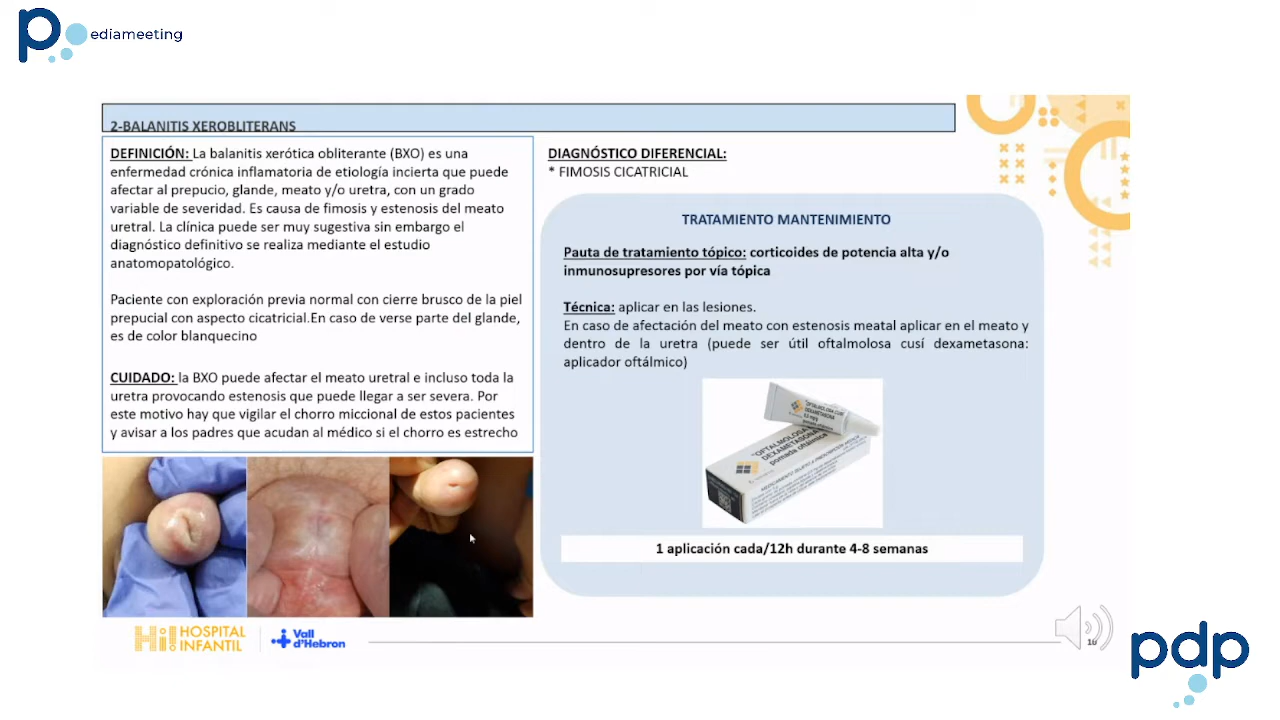 ediameeting
2-BALANITIS XEROBLITERANS
DEFINICIÓN: La balanitis xerótica obliterante (BXO) es una
enfermedad crónica inflamatoria de etiología incierta que puede
afectar al prepucio, glande, meato y/o uretra, con un grado
variable de severidad. Es causa de fimosis y estenosis del meato
uretral. La clínica puede ser muy sugestiva sin embargo el
diagnóstico definitivo se realiza mediante el estudio
anatomopatológico.
Paciente con exploración previa normal con cierre brusco de la piel
prepucial con aspecto cicatricial.En caso de verse parte del glande,
es de color blanquecino
CUIDADO: la BXO puede afectar el meato uretral e incluso toda la
uretra provocando estenosis que puede llegar a ser severa. Por
este motivo hay que vigilar el chorro miccional de estos pacientes
y avisar a los padres que acudan al médico si el chorro es estrecho
DIAGNÓSTICO DIFERENCIAL:
* FIMOSIS CICATRICIAL
TRATAMIENTO MANTENIMIENTO
Pauta de tratamiento tópico: corticoides de potencia alta y/o
inmunosupresores por vía tópica
Técnica: aplicar en las lesiones.
En caso de afectación del meato con estenosis meatal aplicar en el meato y
dentro de la uretra (puede ser útil oftalmolosa cusí dexametasona:
aplicador oftálmico)
OFTALMOLOSA CUSI
DEXAMETASONA
pomada oftálmica
1 aplicación cada/12h durante 4-8 semanas
Hi! HOSPITAL
INFANTIL
Vall
d'Hebron
pdp